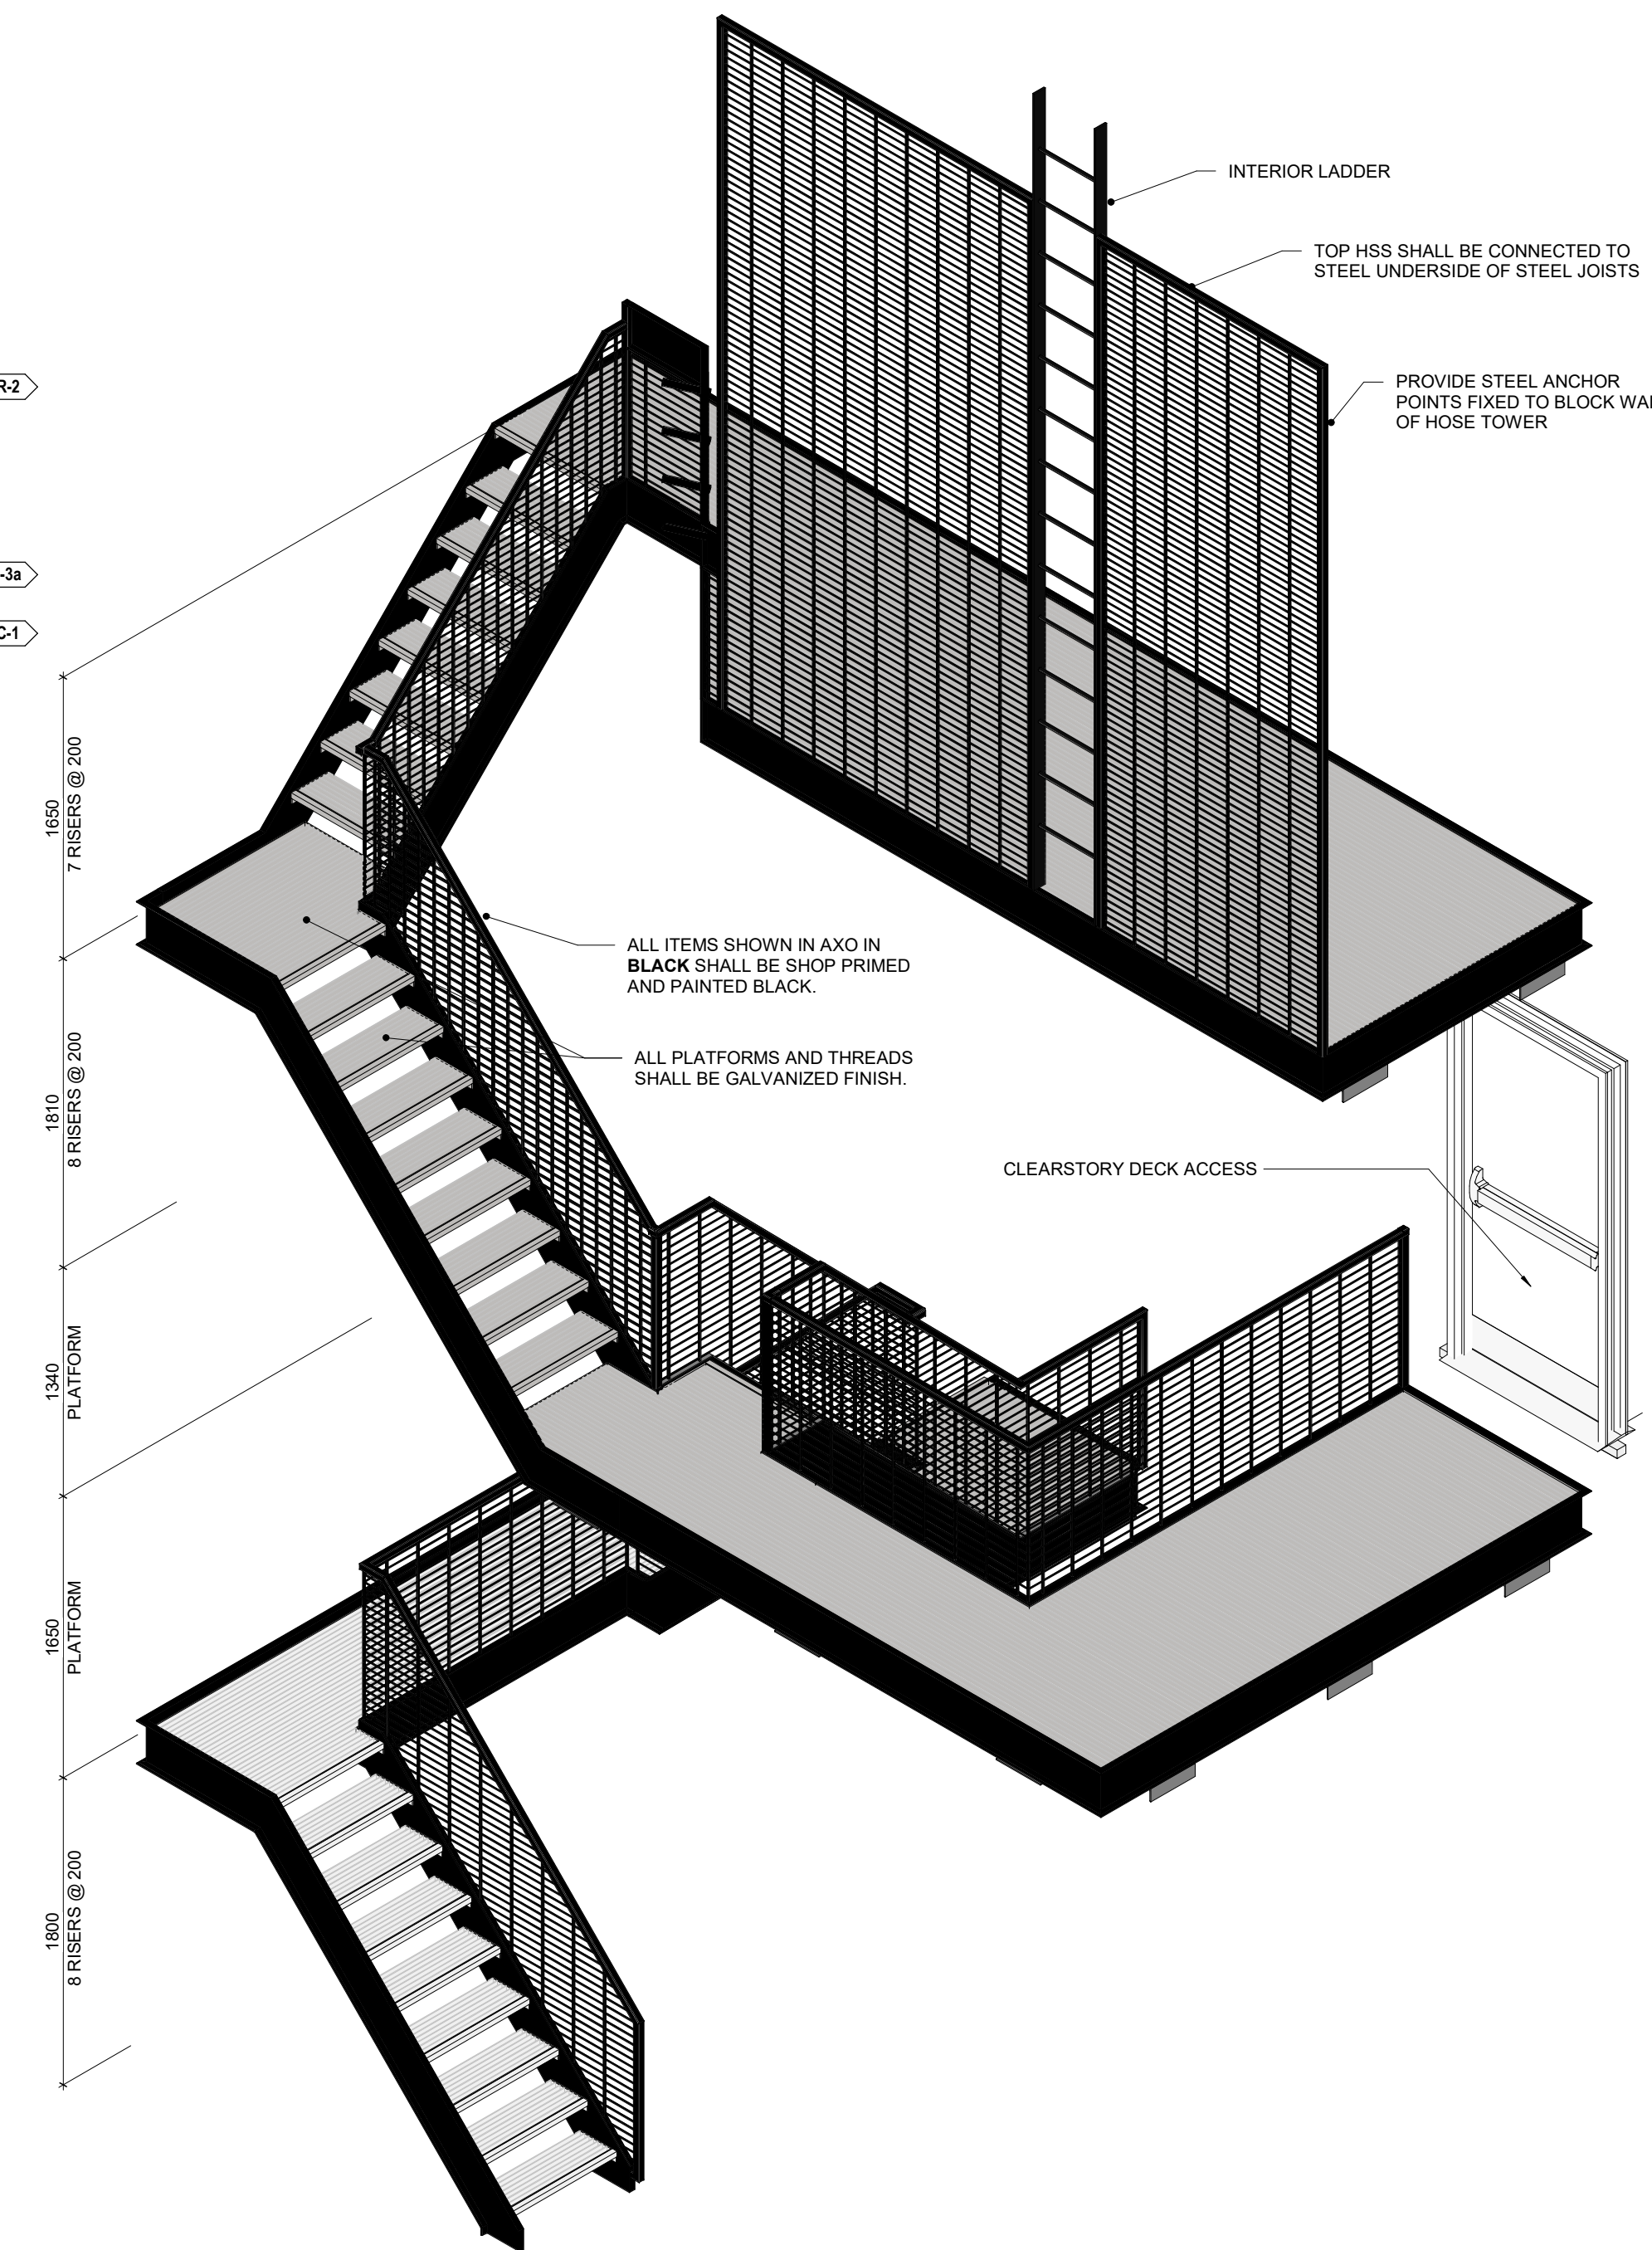 INTERIOR LADDER
TOP HSS SHALL BE CONNECTED TO
STEEL UNDERSIDE OF STEEL JOISTS
R-2
PROVIDE STEEL ANCHOR
POINTS FIXED TO BLOCK WAL
OF HOSE TOWER
-3a
C-1
1650
7 RISERS @ 200
ALL ITEMS SHOWN IN AXO IN
BLACK SHALL BE SHOP PRIMED
AND PAINTED BLACK.
ALL PLATFORMS AND THREADS
SHALL BE GALVANIZED FINISH.
1810
8 RISERS @ 200
CLEARSTORY DECK ACCESS
1340
PLATFORM
1650
PLATFORM
1800
8 RISERS @ 200